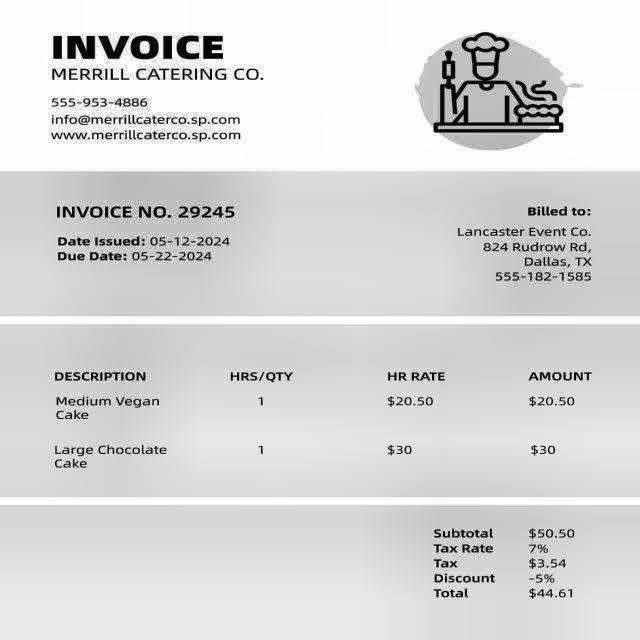 INVOICE
MERRILL CATERING CO.
555-953-4886
info@merrillcaterco.sp.com
www.merrillcaterco.sp.com
INVOICE NO. 29245
Date Issued: 05-12-2024
Due Date: 05-22-2024
Billed to:
Lancaster Event Co.
824 Rudrow Rd,
Dallas, TX
555-182-1585
DESCRIPTION HRS/QTY HR RATE AMOUNT
Medium Vegan 1 $20.50 $20.50
Cake
Large Chocolate 1 $30 $30
Cake
Subtotal $50.50
Tax Rate 7%
Tax $3.54
Discount -5%
Total $44.61